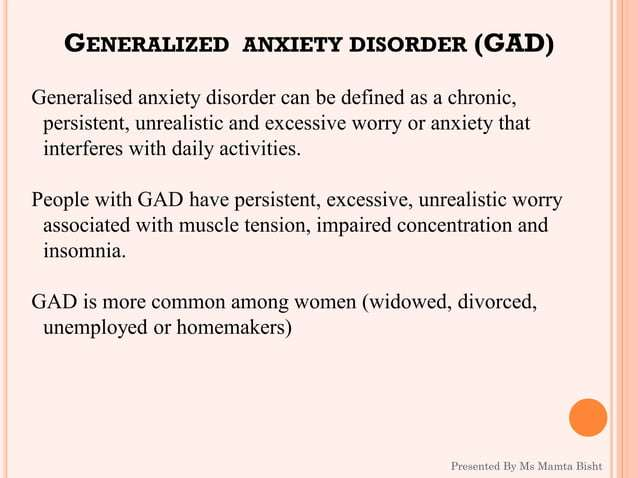 GENERALIZED ANXIETY DISORDER (GAD)
Generalised anxiety disorder can be defined as a chronic,
persistent, unrealistic and excessive worry or anxiety that
interferes with daily activities.
People with GAD have persistent, excessive, unrealistic worry
associated with muscle tension, impaired concentration and
insomnia.
GAD is more common among women (widowed, divorced,
unemployed or homemakers)
Presented By Ms Mamta Bisht